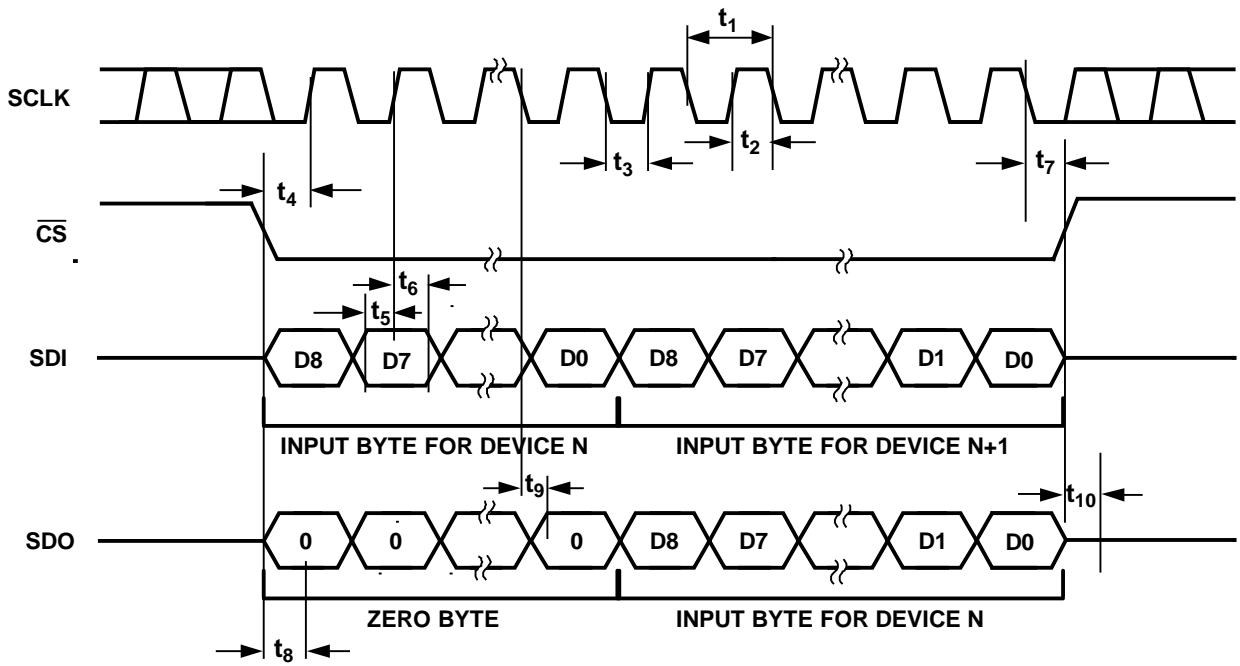 t1
SCLK
t2
t3
t7
t4
CS
t6
t5
SDI
D8 D7 D0 D8 D7 D1 D0
INPUT BYTE FOR DEVICE N INPUT BYTE FOR DEVICE N+1
t9
t10
SDO
0 0 0 D8 D7 D1 D0
ZERO BYTE INPUT BYTE FOR DEVICE N
t8